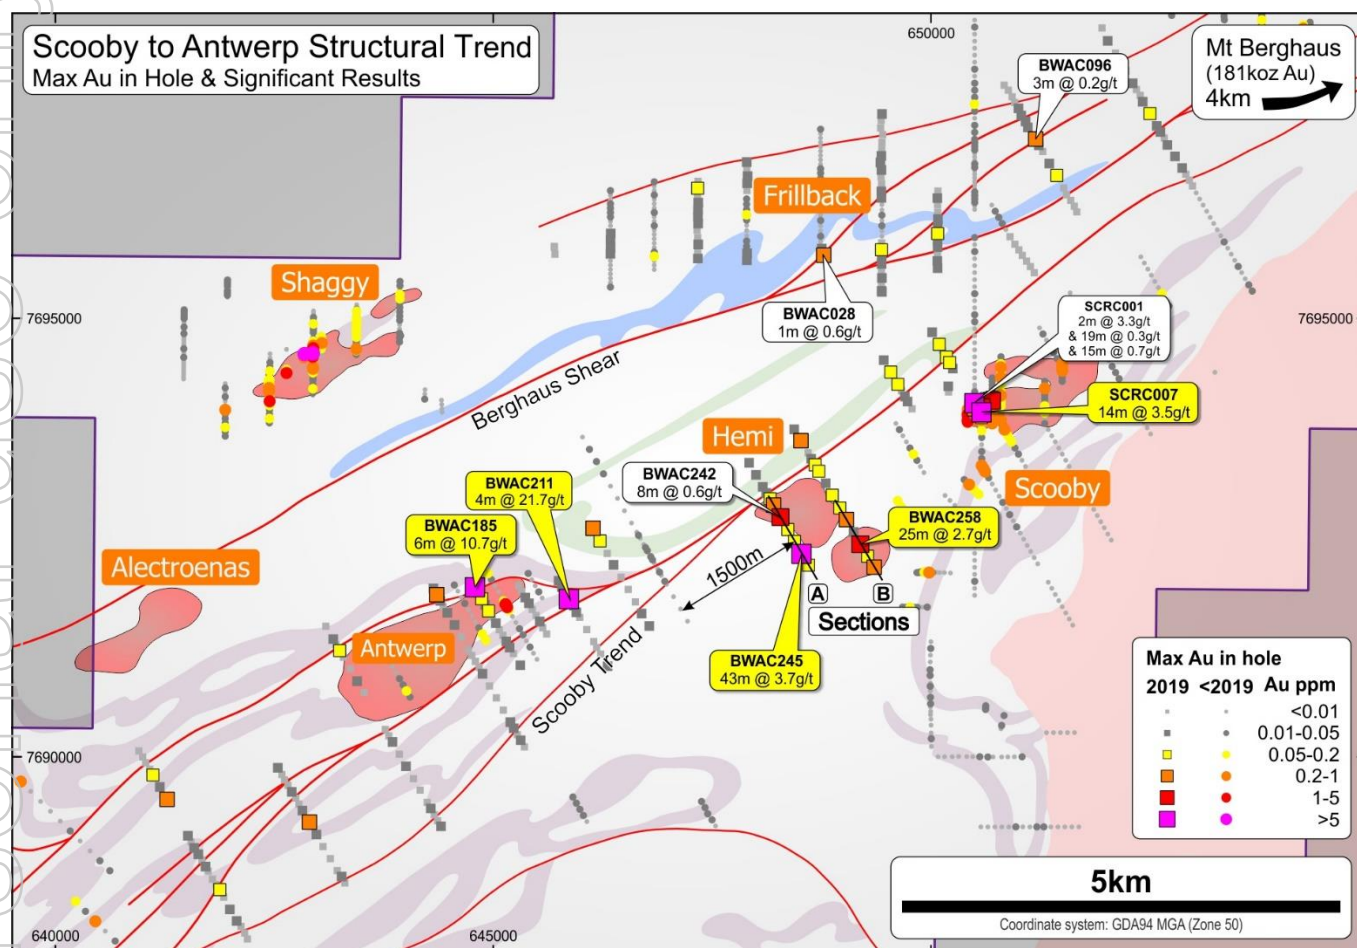 Scooby to Antwerp Structural Trend
Max Au in Hole & Significant Results
650000
Mt Berghaus
(181koz Au)
4km
BWAC096
3m @ 0.2g/t
Frillback
Shaggy
7695000
7695000
BWAC028
1m @ 0.6g/t
SCRC001
2m @ 3.3g/t
& 19m @ 0.3g/t
& 15m @ 0.7g/t
Berghaus Shear
SCRC007
14m @ 3.5g/t
Hemi
BWAC242
8m @ 0.6g/t
BWAC211
4m @ 21.7g/t
Scooby
BWAC185
6m @ 10.7g/t
BWAC258
25m @ 2.7g/t
Alectroenas
1500m
A
B
Sections
Antwerp
BWAC245
43m @ 3.7g/t
Scooby Trend
Max Au in hole
2019 <2019 Au ppm
<0.01
0.01-0.05
0.05-0.2
0.2-1
1-5
>5
7690000
5km
Coordinate system: GDA94 MGA (Zone 50)
640000
645000